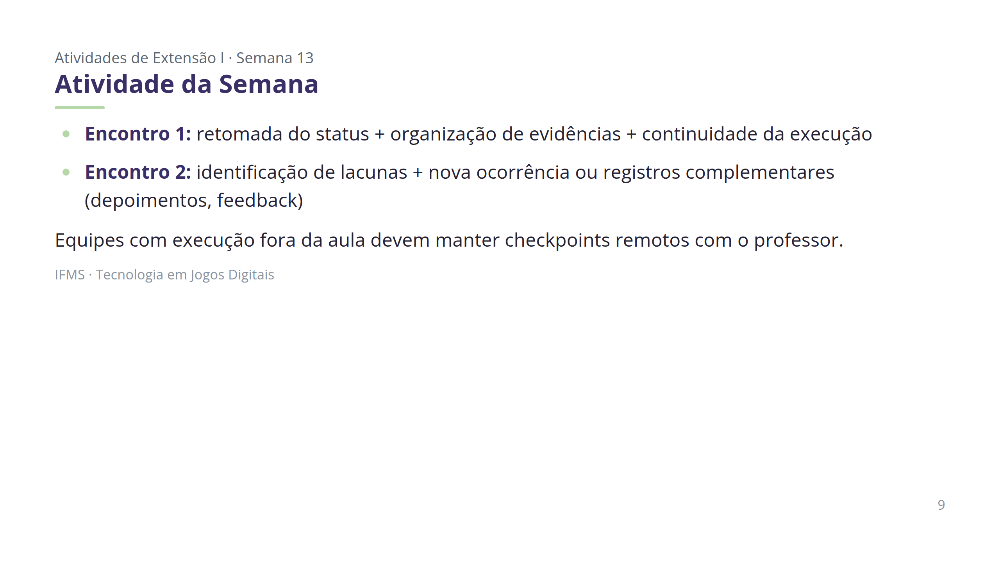 Atividades de Extensão I · Semana 13
Atividade da Semana
Encontro 1: retomada do status + organização de evidências + continuidade da execução
Encontro 2: identificação de lacunas + nova ocorrência ou registros complementares
(depoimentos, feedback)
Equipes com execução fora da aula devem manter checkpoints remotos com o professor.
IFMS · Tecnologia em Jogos Digitais
9